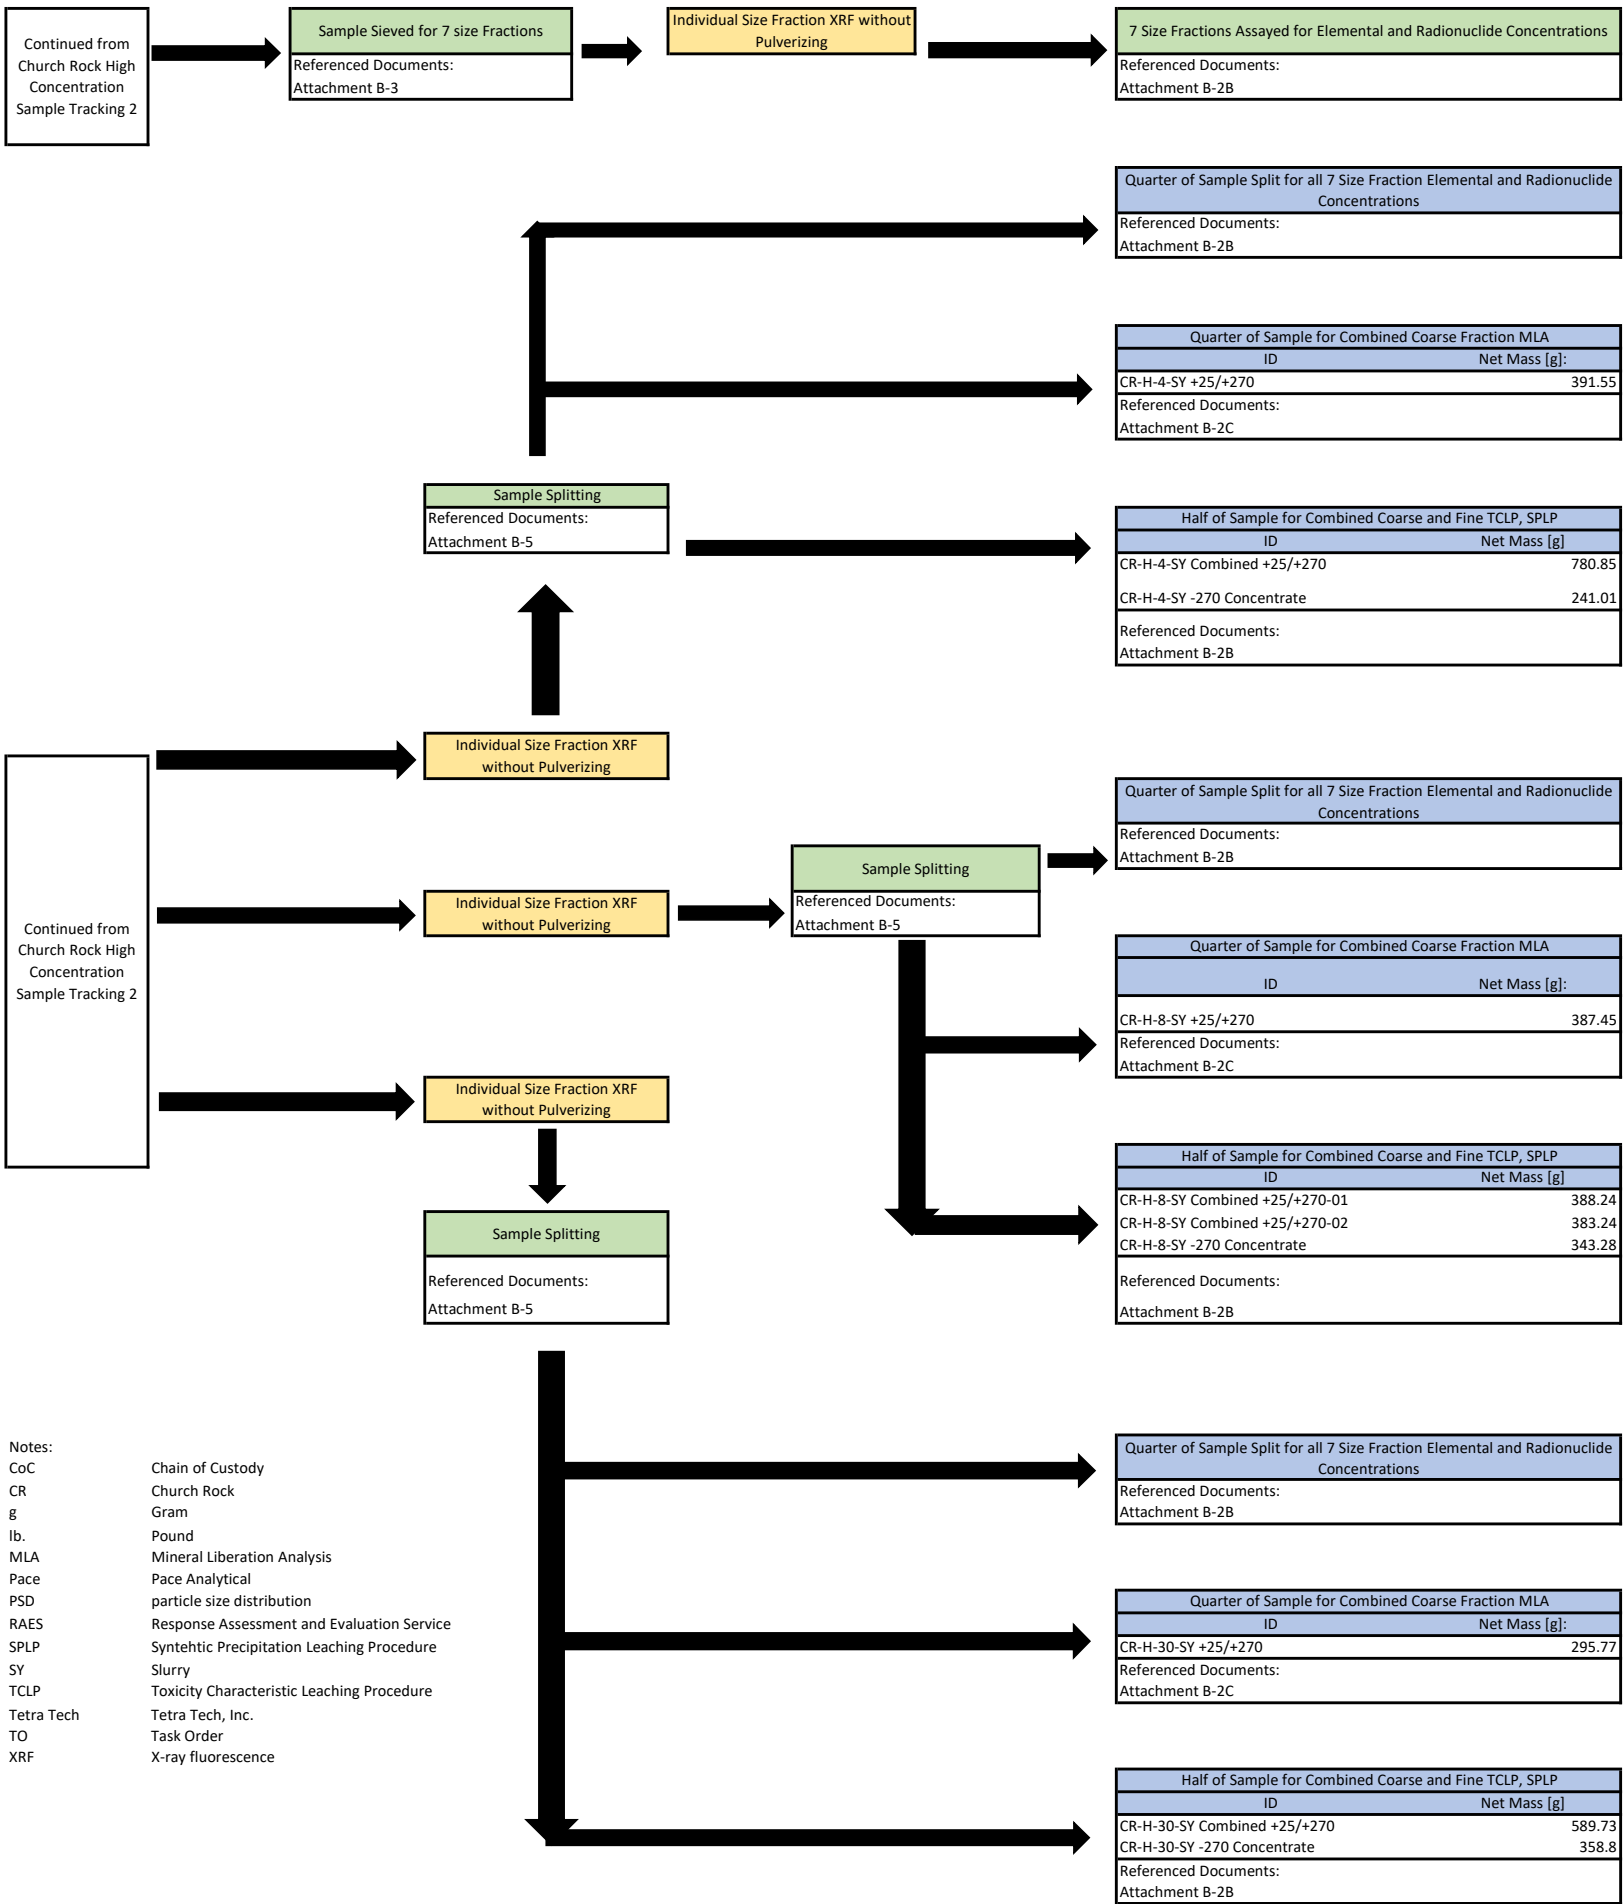 Continued from
Church Rock High
Concentration
Sample Tracking 2
Sample Sieved for 7 size Fractions
Referenced Documents:
Attachment B-3
Individual Size Fraction XRF without
Pulverizing
7 Size Fractions Assayed for Elemental and Radionuclide Concentrations
Referenced Documents:
Attachment B-2B
Quarter of Sample Split for all 7 Size Fraction Elemental and Radionuclide
Concentrations
Referenced Documents:
Attachment B-2B
Quarter of Sample for Combined Coarse Fraction MLA
ID Net Mass [g]:
CR-H-4-SY +25/+270 391.55
Referenced Documents:
Attachment B-2C
Sample Splitting
Referenced Documents:
Attachment B-5
Half of Sample for Combined Coarse and Fine TCLP, SPLP
ID Net Mass [g]
CR-H-4-SY Combined +25/+270 780.85
CR-H-4-SY -270 Concentrate 241.01
Referenced Documents:
Attachment B-2B
Individual Size Fraction XRF
without Pulverizing
Continued from
Church Rock High
Concentration
Sample Tracking 2
Individual Size Fraction XRF
without Pulverizing
Sample Splitting
Referenced Documents:
Attachment B-5
Quarter of Sample Split for all 7 Size Fraction Elemental and Radionuclide
Concentrations
Referenced Documents:
Attachment B-2B
Quarter of Sample for Combined Coarse Fraction MLA
ID Net Mass [g]:
CR-H-8-SY +25/+270 387.45
Referenced Documents:
Attachment B-2C
Individual Size Fraction XRF
without Pulverizing
Half of Sample for Combined Coarse and Fine TCLP, SPLP
ID Net Mass [g]
CR-H-8-SY Combined +25/+270-01 388.24
CR-H-8-SY Combined +25/+270-02 383.24
CR-H-8-SY -270 Concentrate 343.28
Referenced Documents:
Attachment B-2B
Sample Splitting
Referenced Documents:
Attachment B-5
Quarter of Sample Split for all 7 Size Fraction Elemental and Radionuclide
Concentrations
Referenced Documents:
Attachment B-2B
Quarter of Sample for Combined Coarse Fraction MLA
ID Net Mass [g]:
CR-H-30-SY +25/+270 295.77
Referenced Documents:
Attachment B-2C
Half of Sample for Combined Coarse and Fine TCLP, SPLP
ID Net Mass [g]
CR-H-30-SY Combined +25/+270 589.73
CR-H-30-SY -270 Concentrate 358.8
Referenced Documents:
Attachment B-2B
Notes:
CoC Chain of Custody
CR Church Rock
g Gram
lb. Pound
MLA Mineral Liberation Analysis
Pace Pace Analytical
PSD particle size distribution
RAES Response Assessment and Evaluation Service
SPLP Syntehtic Precipitation Leaching Procedure
SY Slurry
TCLP Toxicity Characteristic Leaching Procedure
Tetra Tech Tetra Tech, Inc.
TO Task Order
XRF X-ray fluorescence